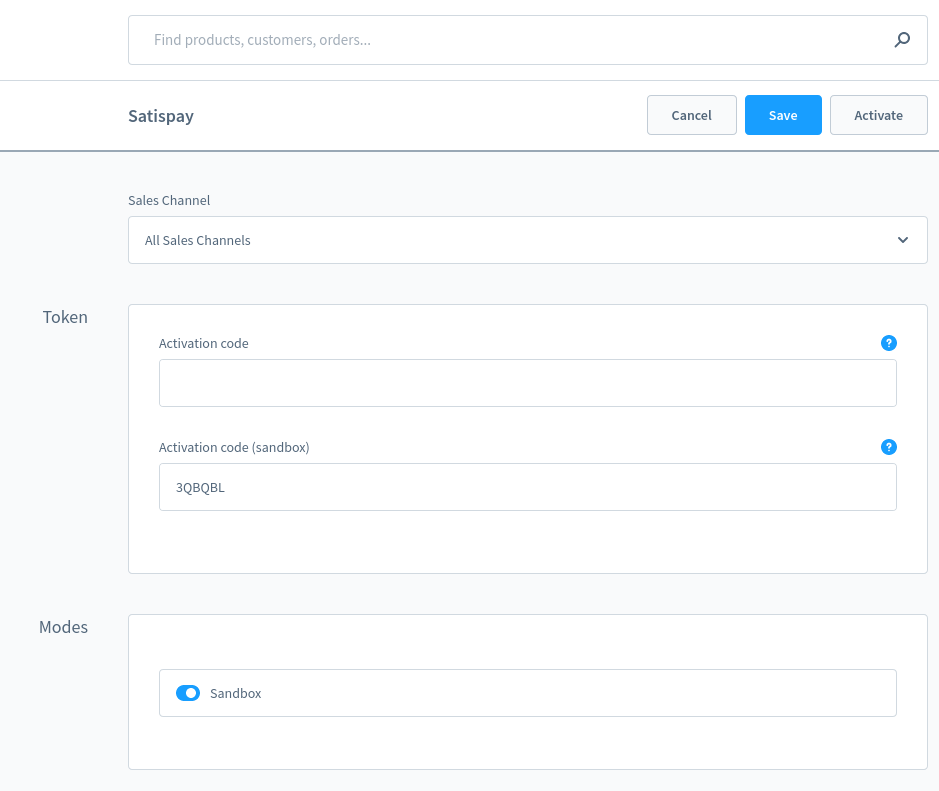 Find products, customers, orders...
Satispay
Cancel
Save
Activate
Sales Channel
All Sales Channels
Token
Activation code
?
Activation code (sandbox)
?
3QBQBL
Modes
Sandbox